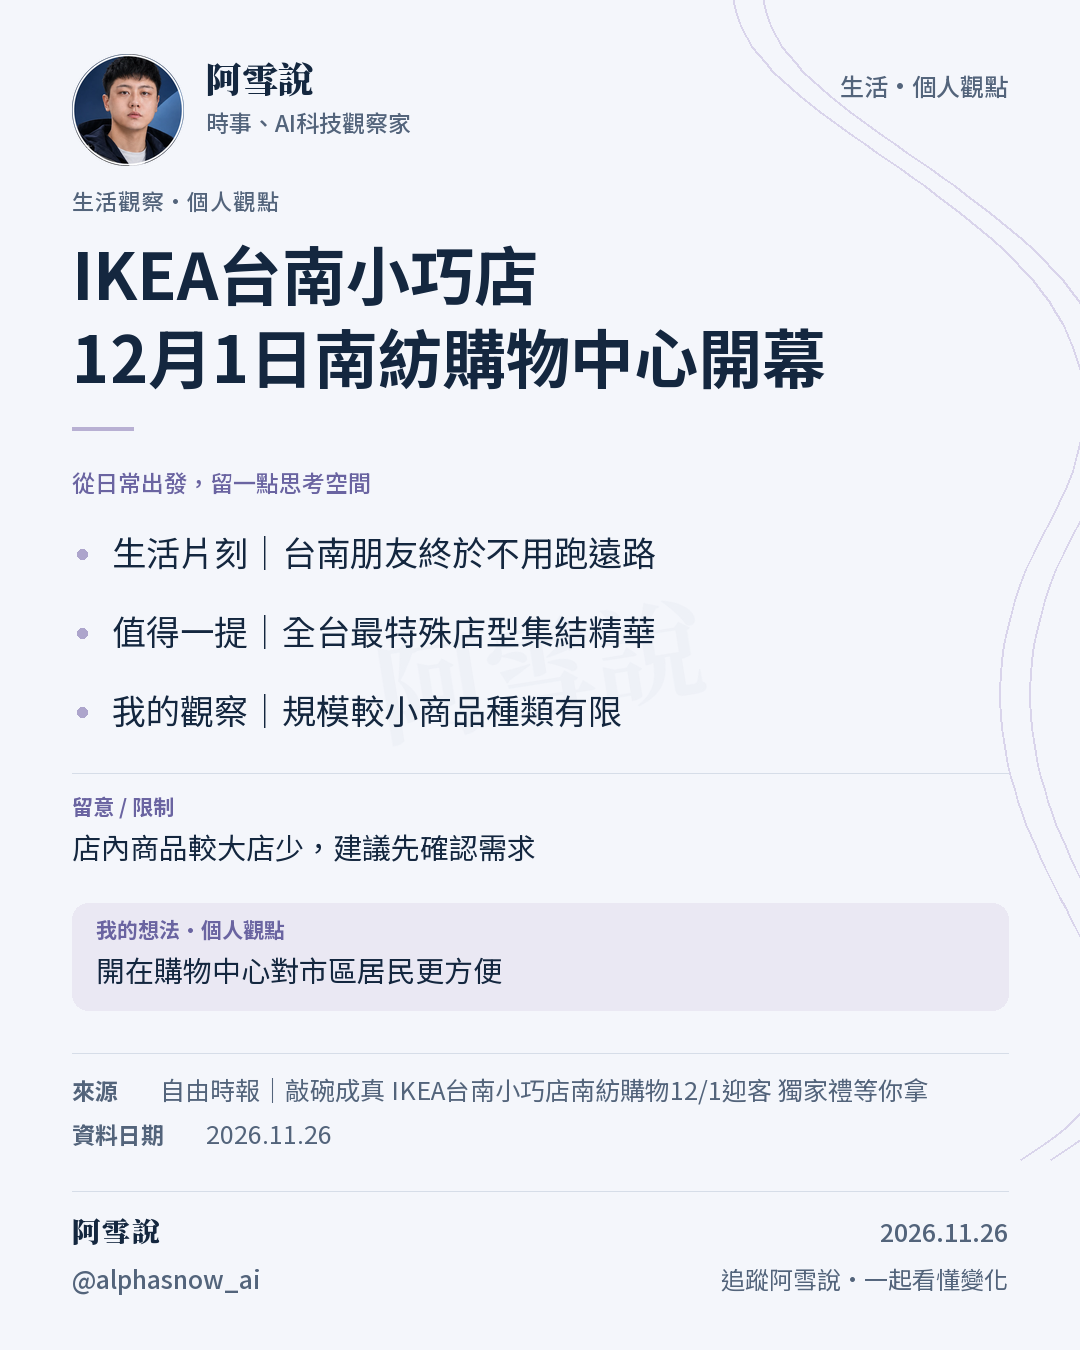 阿雪說
時事、AI科技觀察家
生活・個人觀點
生活觀察・個人觀點
IKEA台南小巧店
12月1日南紡購物中心開幕
從日常出發，留一點思考空間
生活片刻｜台南朋友終於不用跑遠路
值得一提｜全台最特殊店型集結精華
我的觀察｜規模較小商品種類有限
阿雪說
留意 / 限制
店內商品較大店少，建議先確認需求
我的想法・個人觀點
開在購物中心對市區居民更方便
來源 自由時報｜敲碗成真 IKEA台南小巧店南紡購物12/1迎客 獨家禮等你拿
資料日期 2026.11.26
阿雪說
2026.11.26
@alphasnow_ai
追蹤阿雪說・一起看懂變化